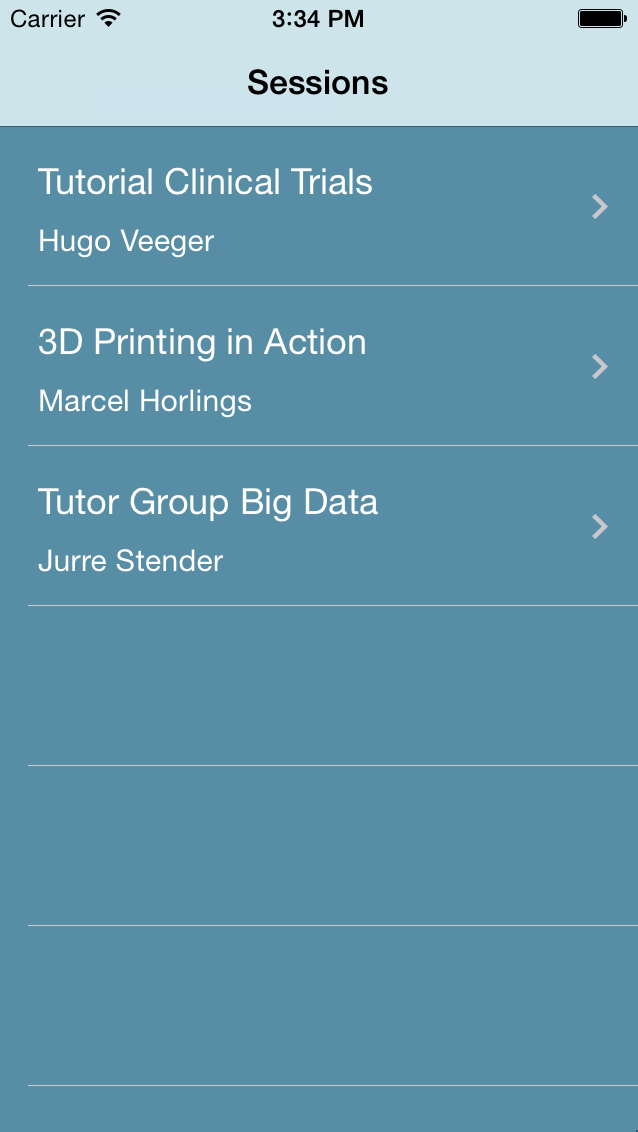 Carrier 3:34 PM
Sessions
Tutorial Clinical Trials
Hugo Veeger
3D Printing in Action
Marcel Horlings
Tutor Group Big Data
Jurre Stender